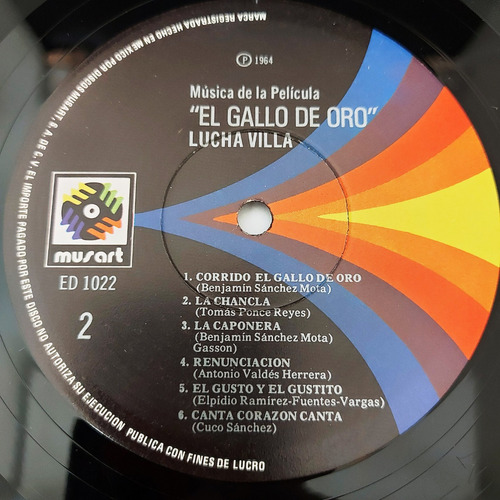 MARCA REGISTRADA HECHO EN MEXICO POR DISCOS MUSART, S.A. DE C.V. EL IMPORTE PAGADO POR ESTE DISCO NO AUTORIZA SU EJECUCION PUBLICA CON FINES DE LUCRO
Ⓟ 1964
Música de la Película
"EL GALLO DE ORO"
LUCHA VILLA
musart
ED 1022
2
1. CORRIDO EL GALLO DE ORO
(Benjamín Sánchez Mota)
2. LA CHANCLA
(Tomás Ponce Reyes)
3. LA CAPONERA
(Benjamín Sánchez Mota)
Gasson)
4. RENUNCIACION
(Antonio Valdés Herrera)
5. EL GUSTO Y EL GUSTITO
(Elpidio Ramírez-Fuentes-Vargas)
6. CANTA CORAZON CANTA
(Cuco Sánchez)